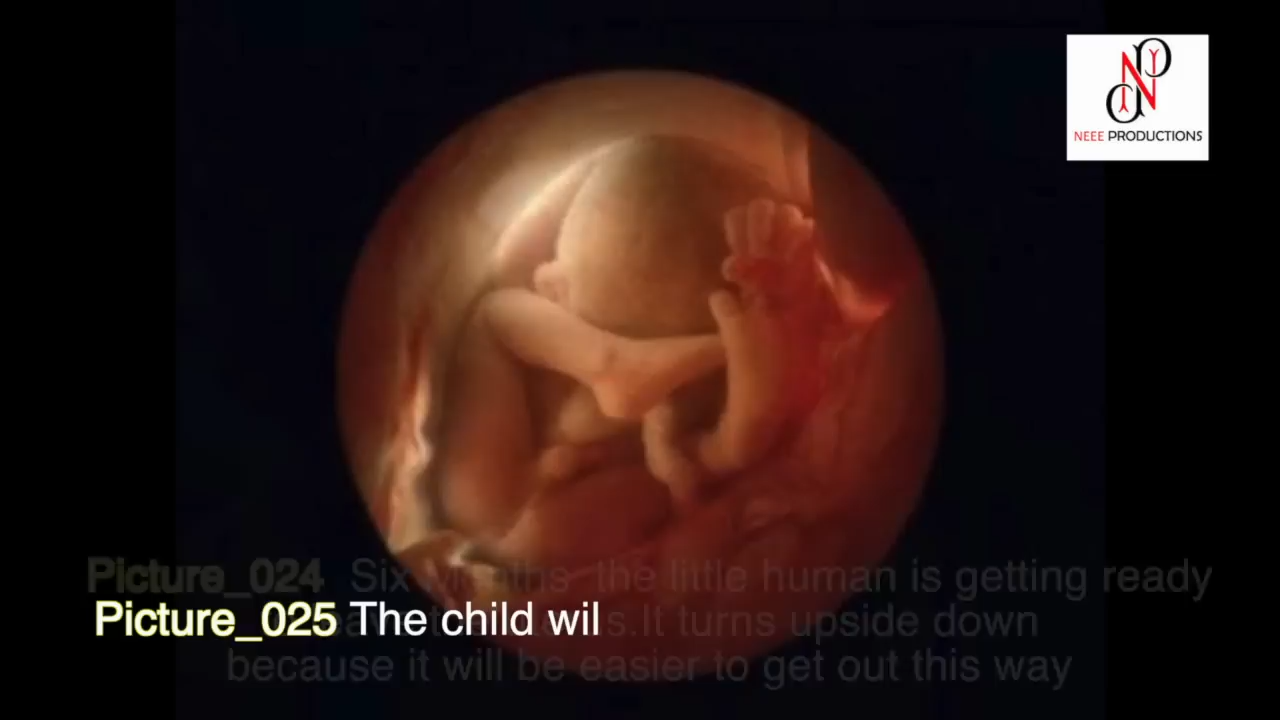 NEEE PRODUCTIONS
Picture_024 Six Months the little human is getting ready
Picture_025 The child wil
It turns upside down
because it will be easier to get out this way